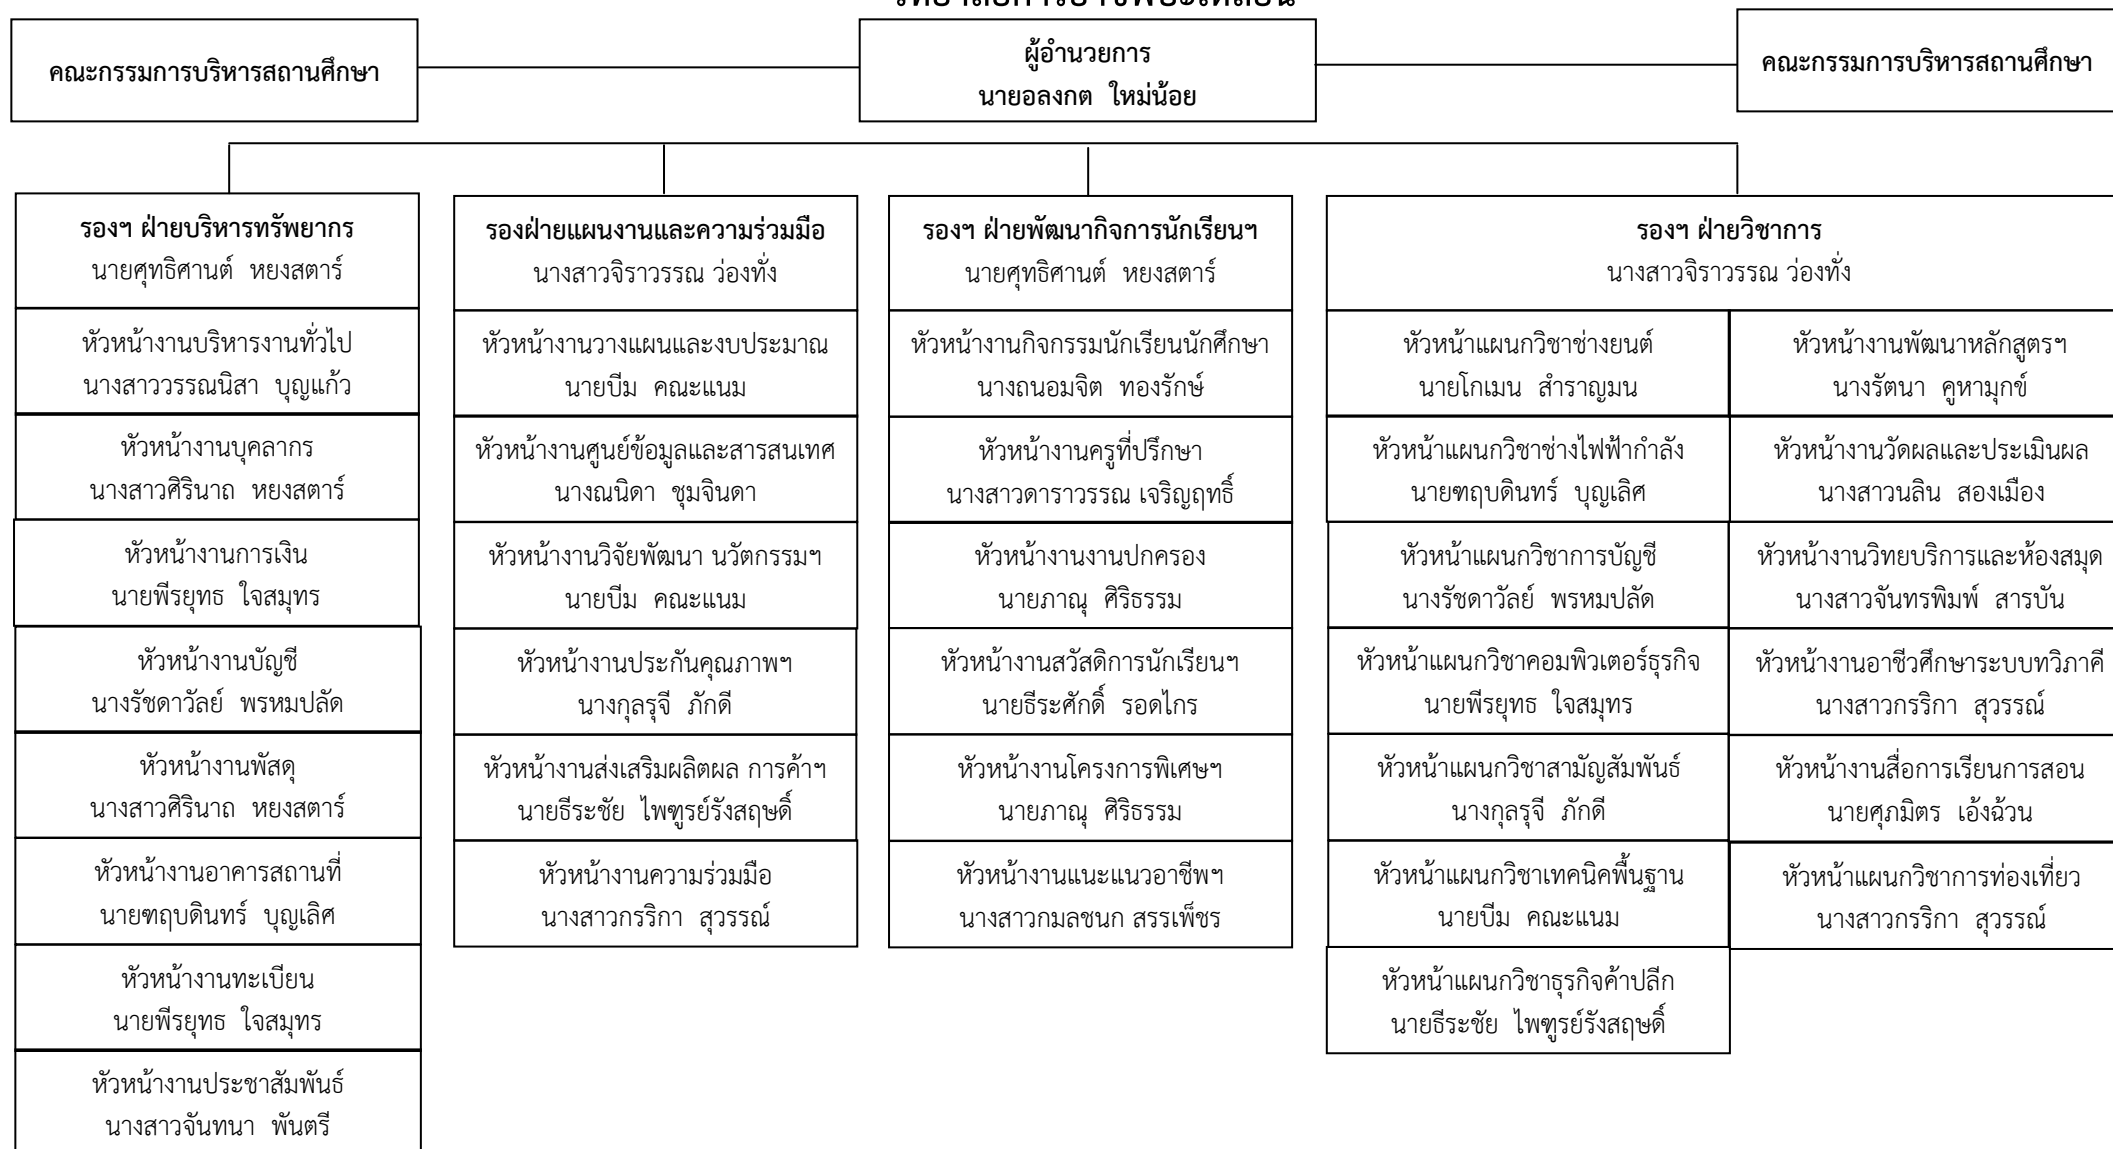 คณะกรรมการบริหารสถานศึกษา
ผู้อำนวยการ
นายอลงกต ใหม่น้อย
คณะกรรมการบริหารสถานศึกษา
รองฯ ฝ่ายบริหารทรัพยากร
นายศุทธิศานต์ หยงสตาร์
หัวหน้างานบริหารงานทั่วไป
นางสาววรรณนิสา บุญแก้ว
หัวหน้างานบุคลากร
นางสาวศิรินาถ หยงสตาร์
หัวหน้างานการเงิน
นายพีรยุทธ ใจสมุทร
หัวหน้างานบัญชี
นางรัชดาวัลย์ พรหมปลัด
หัวหน้างานพัสดุ
นางสาวศิรินาถ หยงสตาร์
หัวหน้างานอาคารสถานที่
นายฑฤบดินทร์ บุญเลิศ
หัวหน้างานทะเบียน
นายพีรยุทธ ใจสมุทร
หัวหน้างานประชาสัมพันธ์
นางสาวจันทนา พันตรี
รองฝ่ายแผนงานและความร่วมมือ
นางสาวจิราวรรณ ว่องทั่ง
หัวหน้างานวางแผนและงบประมาณ
นายบีม คณะแนม
หัวหน้างานศูนย์ข้อมูลและสารสนเทศ
นางณนิดา ชุมจินดา
หัวหน้างานวิจัยพัฒนา นวัตกรรมฯ
นายบีม คณะแนม
หัวหน้างานประกันคุณภาพฯ
นางกุลรุจี ภักดี
หัวหน้างานส่งเสริมผลิตผล การค้าฯ
นายธีระชัย ไพฑูรย์รังสฤษดิ์
หัวหน้างานความร่วมมือ
นางสาวกรริกา สุวรรณ์
รองฯ ฝ่ายพัฒนากิจการนักเรียนฯ
นายศุทธิศานต์ หยงสตาร์
หัวหน้างานกิจกรรมนักเรียนนักศึกษา
นางถนอมจิต ทองรักษ์
หัวหน้างานครูที่ปรึกษา
นางสาวดาราวรรณ เจริญฤทธิ์
หัวหน้างานงานปกครอง
นายภาณุ ศิริธรรม
หัวหน้างานสวัสดิการนักเรียนฯ
นายธีระศักดิ์ รอดไกร
หัวหน้างานโครงการพิเศษฯ
นายภาณุ ศิริธรรม
หัวหน้างานแนะแนวอาชีพฯ
นางสาวกมลชนก สรรเพ็ชร
รองฯ ฝ่ายวิชาการ
นางสาวจิราวรรณ ว่องทั่ง
หัวหน้าแผนกวิชาช่างยนต์
นายโกเมน สำราญมน
หัวหน้าแผนกวิชาช่างไฟฟ้ากำลัง
นายฑฤบดินทร์ บุญเลิศ
หัวหน้าแผนกวิชาการบัญชี
นางรัชดาวัลย์ พรหมปลัด
หัวหน้าแผนกวิชาคอมพิวเตอร์ธุรกิจ
นายพีรยุทธ ใจสมุทร
หัวหน้าแผนกวิชาสามัญสัมพันธ์
นางกุลรุจี ภักดี
หัวหน้าแผนกวิชาเทคนิคพื้นฐาน
นายบีม คณะแนม
หัวหน้าแผนกวิชาธุรกิจค้าปลีก
นายธีระชัย ไพฑูรย์รังสฤษดิ์
หัวหน้างานพัฒนาหลักสูตรฯ
นางรัตนา คูหามุกข์
หัวหน้างานวัดผลและประเมินผล
นางสาวนลิน สองเมือง
หัวหน้างานวิทยบริการและห้องสมุด
นางสาวจันทรพิมพ์ สารบัน
หัวหน้างานอาชีวศึกษาระบบทวิภาคี
นางสาวกรริกา สุวรรณ์
หัวหน้างานสื่อการเรียนการสอน
นายศุภมิตร เอ้งฉ้วน
หัวหน้าแผนกวิชาการท่องเที่ยว
นางสาวกรริกา สุวรรณ์